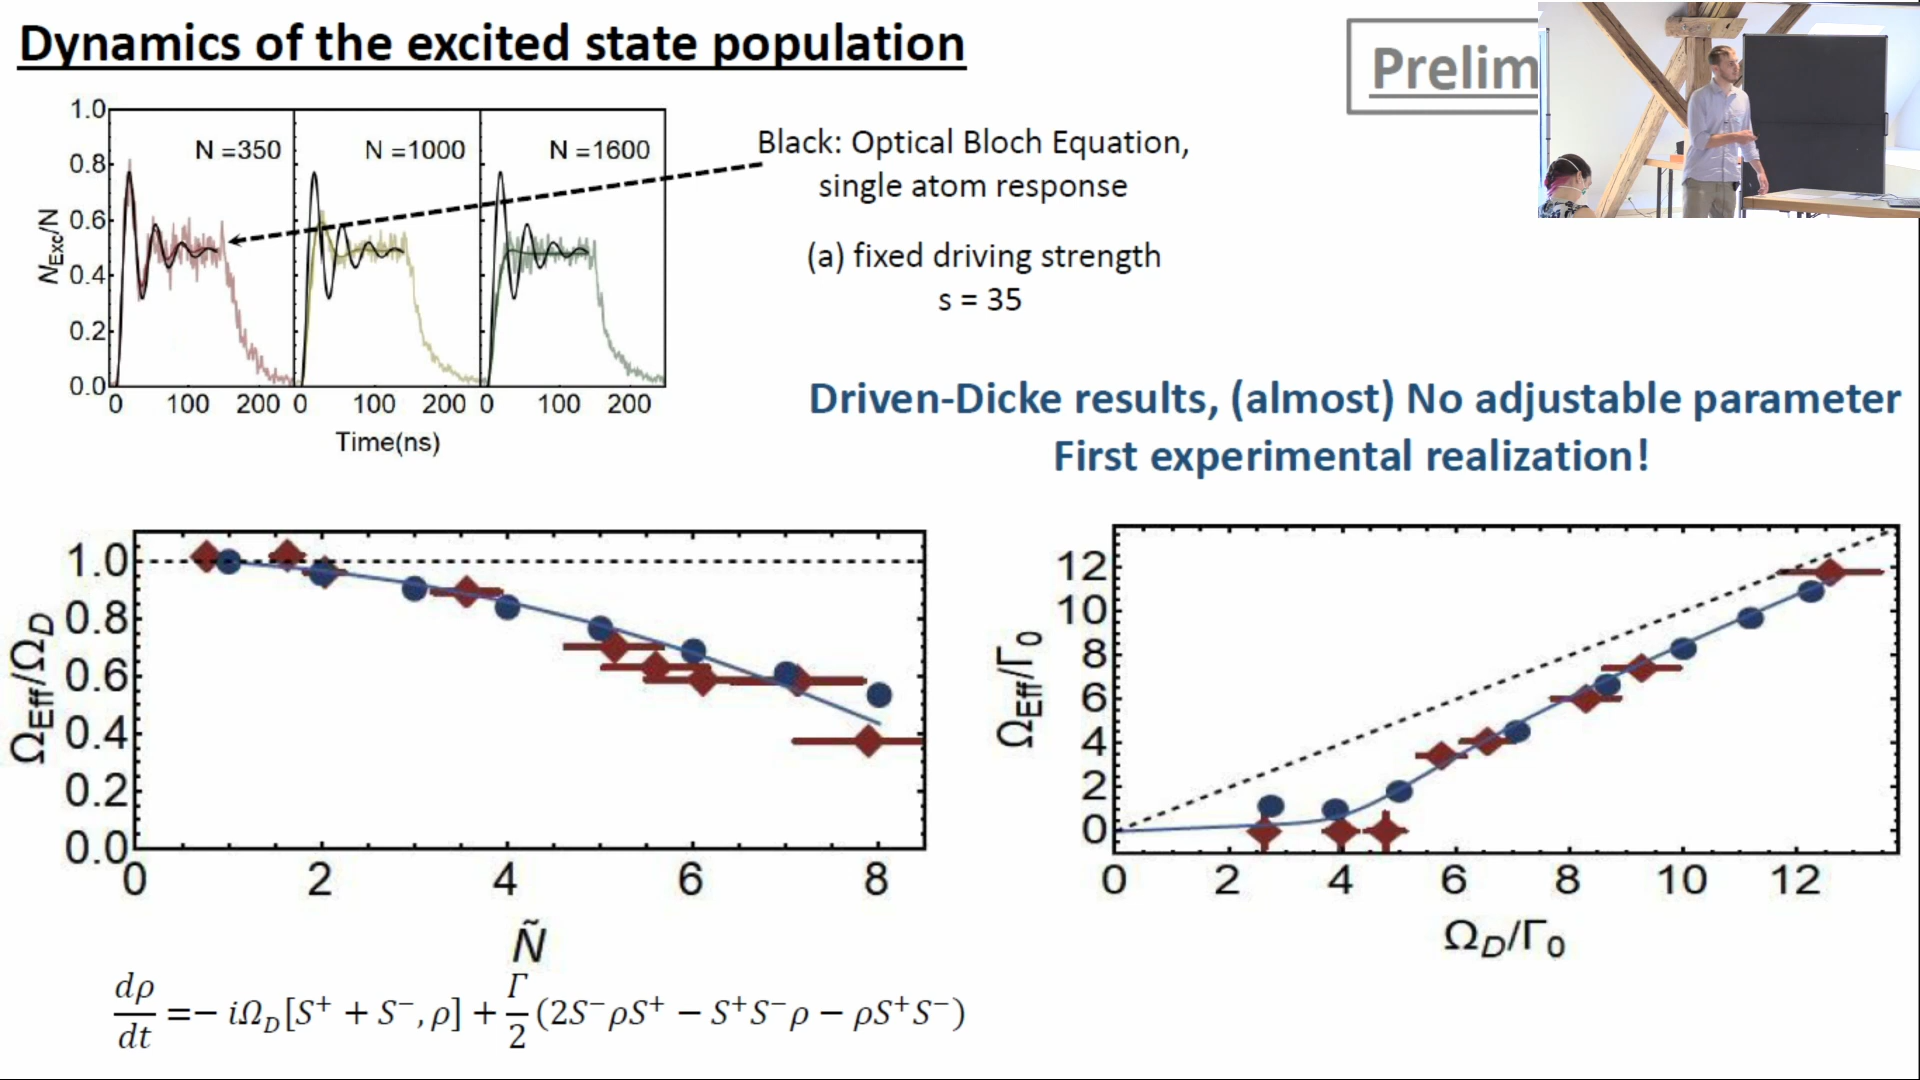 Dynamics of the excited state population
Prelim
1.0
0.8
0.6
0.4
0.2
0.0
N_Exc/N
N =350
N =1000
N =1600
0 100 200 0 100 200 0 100 200
Time(ns)
Black: Optical Bloch Equation,
single atom response
(a) fixed driving strength
s = 35
Driven-Dicke results, (almost) No adjustable parameter
First experimental realization!
1.0
0.8
0.6
0.4
0.2
0.0
Ω_Eff/Ω_D
0 2 4 6 8
Ñ
12
10
8
6
4
2
0
Ω_Eff/Γ₀
0 2 4 6 8 10 12
Ω_D/Γ₀
dρ/dt =− iΩ_D[S⁺ + S⁻, ρ] + Γ/2 (2S⁻ρS⁺ − S⁺S⁻ρ − ρS⁺S⁻)